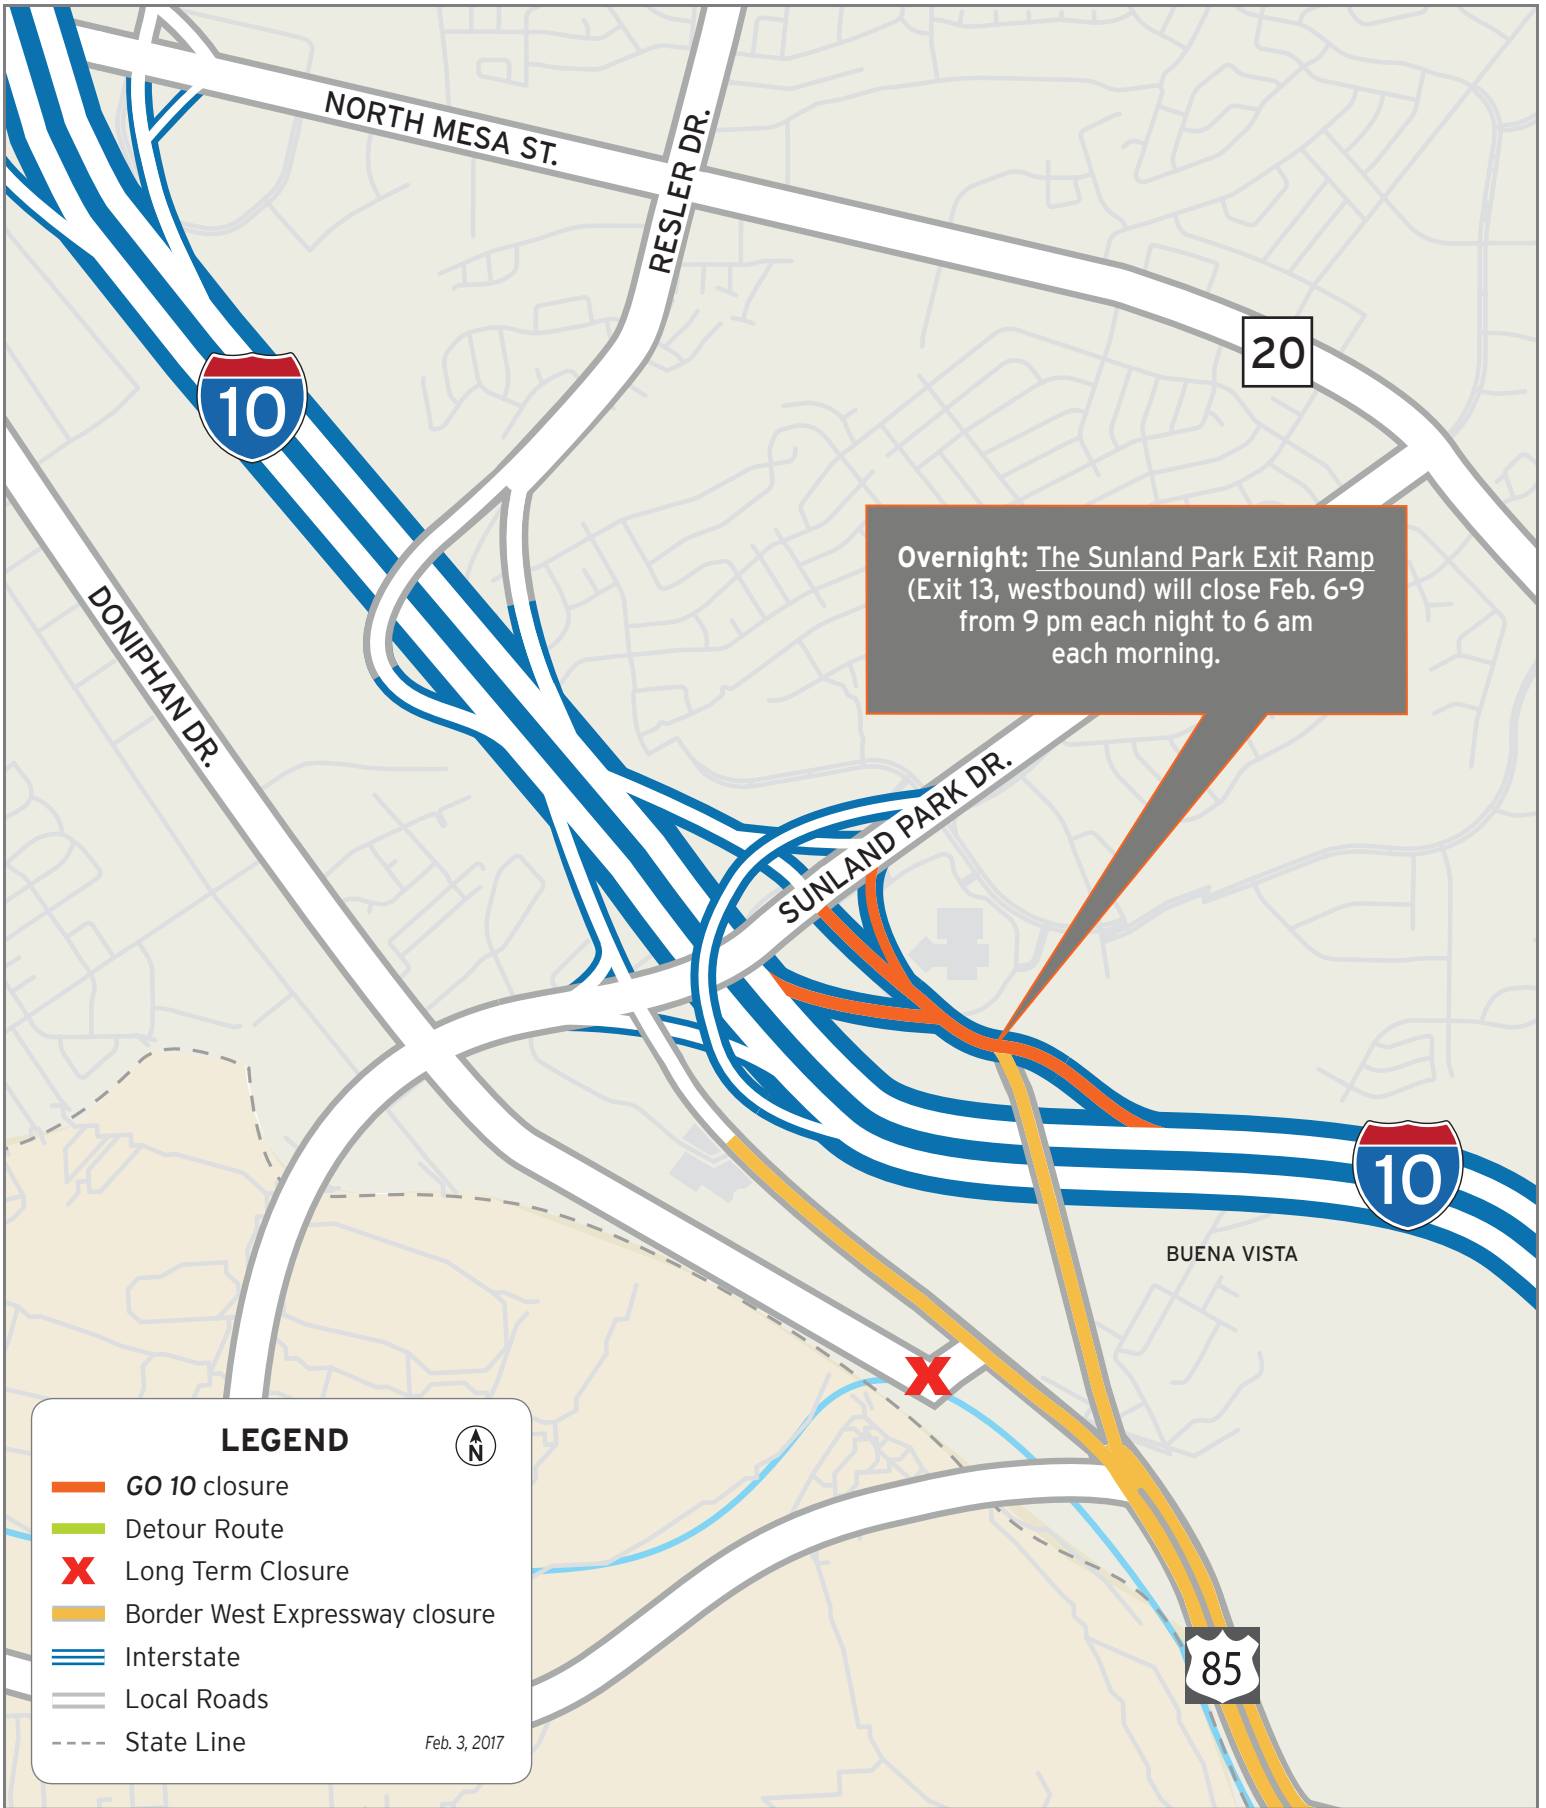 NORTH MESA ST.
RESLER DR.
20
10
DONIPHAN DR.
Overnight: The Sunland Park Exit Ramp
(Exit 13, westbound) will close Feb. 6-9
from 9 pm each night to 6 am
each morning.
SUNLAND PARK DR.
10
BUENA VISTA
X
LEGEND
N
GO 10 closure
Detour Route
X Long Term Closure
Border West Expressway closure
Interstate
Local Roads
State Line
Feb. 3, 2017
85